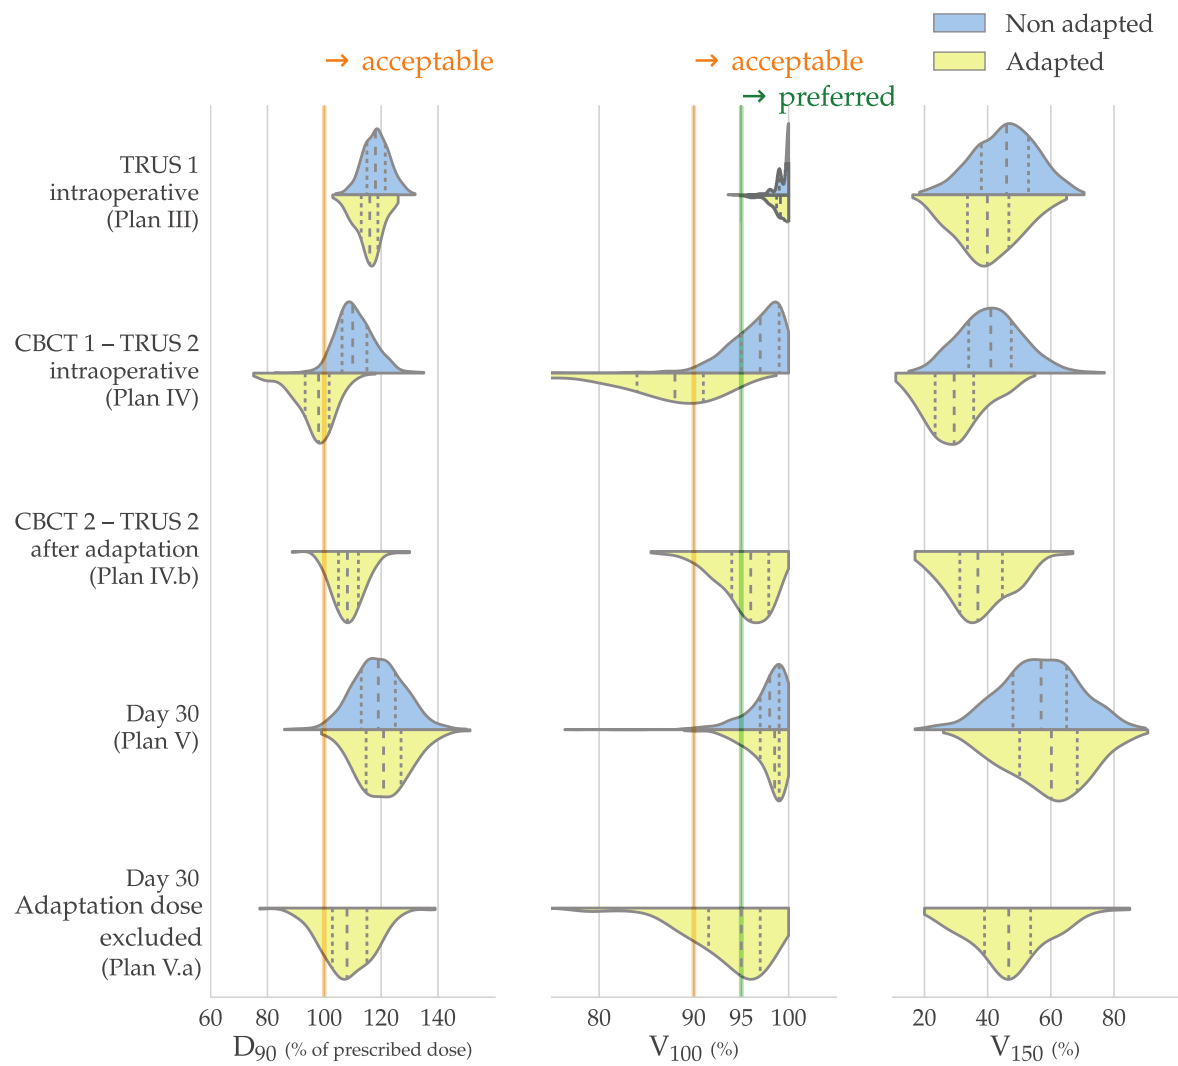 Non adapted
Adapted
→ acceptable
→ acceptable
→ preferred
TRUS 1
intraoperative
(Plan III)
CBCT 1 – TRUS 2
intraoperative
(Plan IV)
CBCT 2 – TRUS 2
after adaptation
(Plan IV.b)
Day 30
(Plan V)
Day 30
Adaptation dose
excluded
(Plan V.a)
60 80 100 120 140
80 90 95 100
20 40 60 80
D90 (% of prescribed dose)
V100 (%)
V150 (%)